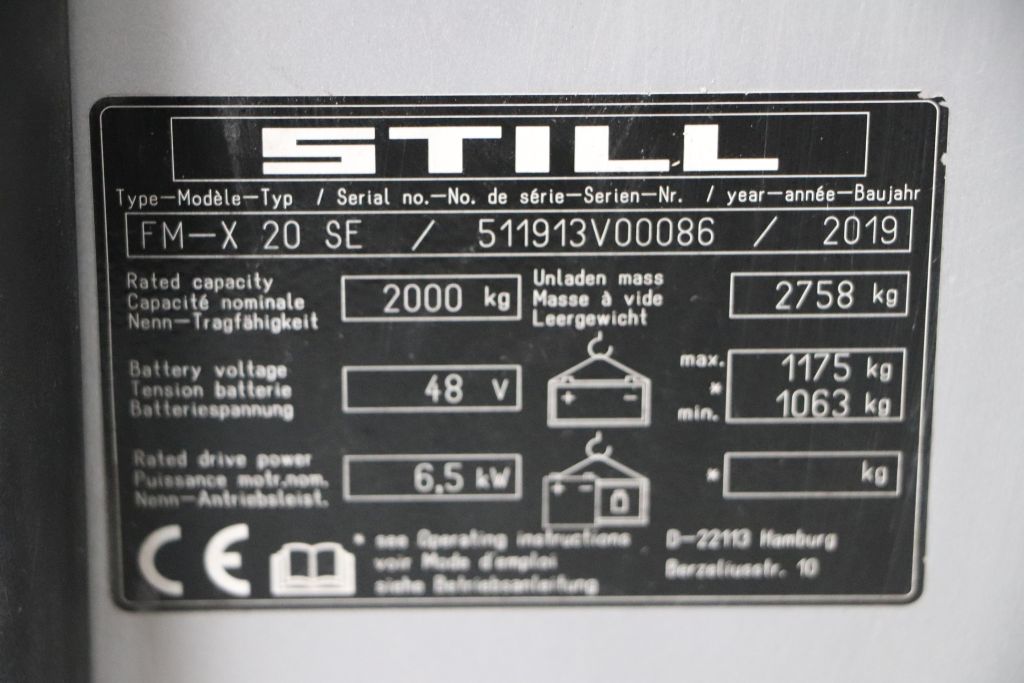 STILL
Type—Modèle—Typ / Serial no.—No. de série—Serien—Nr. / year—année—Baujahr
FM—X 20 SE / 511913V00086 / 2019
Rated capacity
Capacité nominale
Nenn—Tragfähigkeit
2000 kg
Unladen mass
Masse à vide
Leergewicht
2758 kg
Battery voltage
Tension batterie
Batteriespannung
48 V
+ −
max. 1175 kg
*
min. 1063 kg
Rated drive power
Puissance motr.nom.
Nenn—Antriebsleist.
6.5 kW
+ −
* kg
CE
* see Operating instructions
voir Mode d'emploi
siehe Betriebsanleitung
D—22113 Hamburg
Berzeliusstr. 10